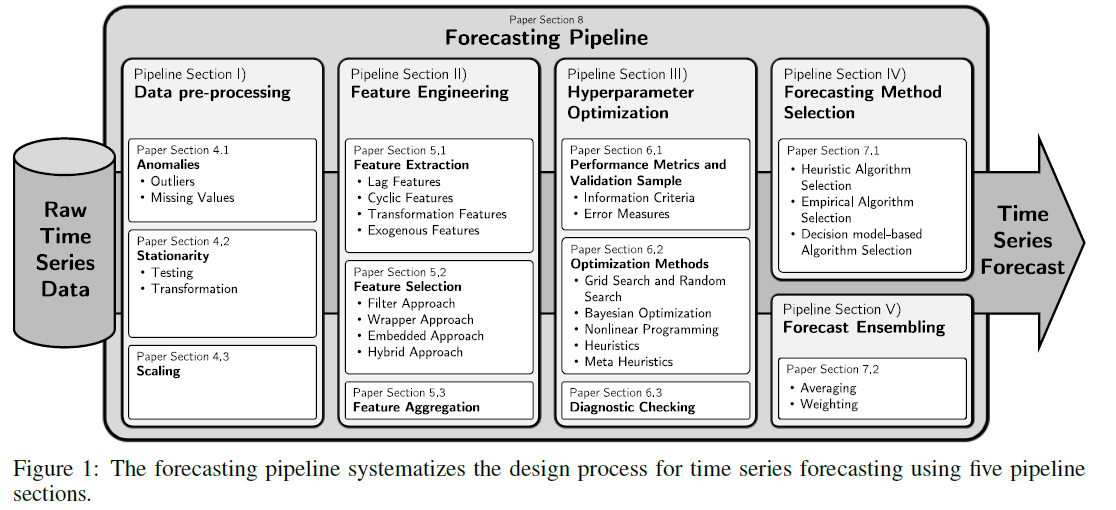 Paper Section 8
Forecasting Pipeline
Raw
Time
Series
Data
Pipeline Section I)
Data pre-processing
Paper Section 4.1
Anomalies
• Outliers
• Missing Values
Paper Section 4.2
Stationarity
• Testing
• Transformation
Paper Section 4.3
Scaling
Pipeline Section II)
Feature Engineering
Paper Section 5.1
Feature Extraction
• Lag Features
• Cyclic Features
• Transformation Features
• Exogenous Features
Paper Section 5.2
Feature Selection
• Filter Approach
• Wrapper Approach
• Embedded Approach
• Hybrid Approach
Paper Section 5.3
Feature Aggregation
Pipeline Section III)
Hyperparameter
Optimization
Paper Section 6.1
Performance Metrics and
Validation Sample
• Information Criteria
• Error Measures
Paper Section 6.2
Optimization Methods
• Grid Search and Random
Search
• Bayesian Optimization
• Nonlinear Programming
• Heuristics
• Meta Heuristics
Paper Section 6.3
Diagnostic Checking
Pipeline Section IV)
Forecasting Method
Selection
Paper Section 7.1
• Heuristic Algorithm
Selection
• Empirical Algorithm
Selection
• Decision model-based
Algorithm Selection
Pipeline Section V)
Forecast Ensembling
Paper Section 7.2
• Averaging
• Weighting
Time
Series
Forecast
Figure 1: The forecasting pipeline systematizes the design process for time series forecasting using five pipeline
sections.